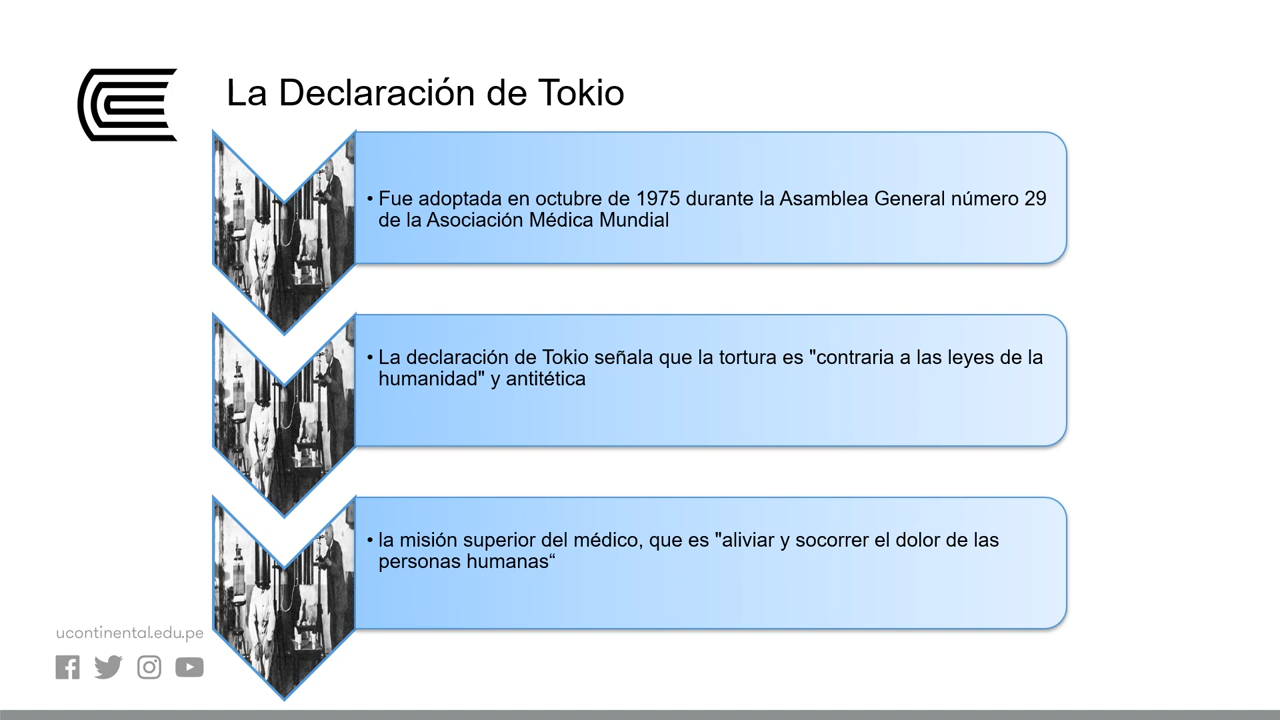 La Declaración de Tokio
• Fue adoptada en octubre de 1975 durante la Asamblea General número 29
de la Asociación Médica Mundial
• La declaración de Tokio señala que la tortura es "contraria a las leyes de la
humanidad" y antitética
• la misión superior del médico, que es "aliviar y socorrer el dolor de las
personas humanas“
ucontinental.edu.pe